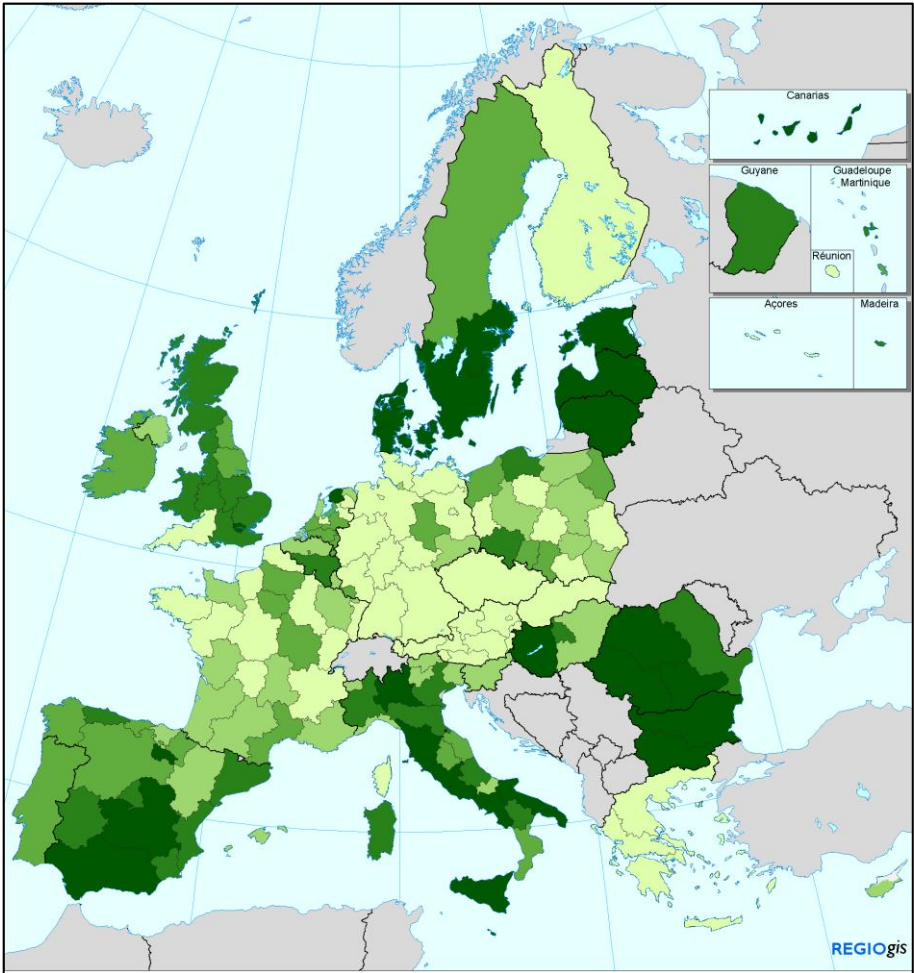 Canarias
Guyane
Guadeloupe
Martinique
Réunion
Açores
Madeira
REGIOgis